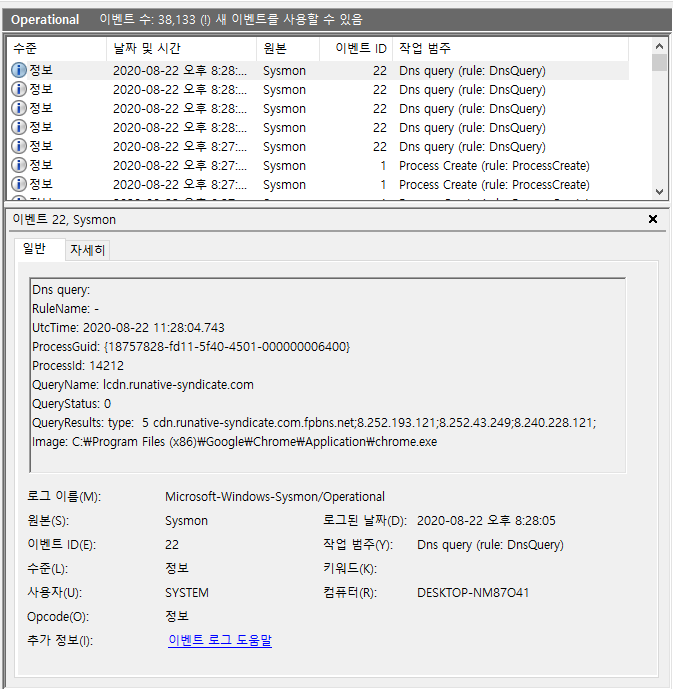 Operational 이벤트 수: 38,133 (!) 새 이벤트를 사용할 수 있음
수준 날짜 및 시간 원본 이벤트 ID 작업 범주
정보 2020-08-22 오후 8:28:... Sysmon 22 Dns query (rule: DnsQuery)
정보 2020-08-22 오후 8:28:... Sysmon 22 Dns query (rule: DnsQuery)
정보 2020-08-22 오후 8:28:... Sysmon 22 Dns query (rule: DnsQuery)
정보 2020-08-22 오후 8:28:... Sysmon 22 Dns query (rule: DnsQuery)
정보 2020-08-22 오후 8:27:... Sysmon 22 Dns query (rule: DnsQuery)
정보 2020-08-22 오후 8:27:... Sysmon 1 Process Create (rule: ProcessCreate)
정보 2020-08-22 오후 8:27:... Sysmon 1 Process Create (rule: ProcessCreate)
이벤트 22, Sysmon
일반 자세히
Dns query:
RuleName: -
UtcTime: 2020-08-22 11:28:04.743
ProcessGuid: {18757828-fd11-5f40-4501-000000006400}
ProcessId: 14212
QueryName: lcdn.runative-syndicate.com
QueryStatus: 0
QueryResults: type:  5 cdn.runative-syndicate.com.fpbns.net;8.252.193.121;8.252.43.249;8.240.228.121;
Image: C:₩Program Files (x86)₩Google₩Chrome₩Application₩chrome.exe
로그 이름(M): Microsoft-Windows-Sysmon/Operational
원본(S): Sysmon 로그된 날짜(D): 2020-08-22 오후 8:28:05
이벤트 ID(E): 22 작업 범주(Y): Dns query (rule: DnsQuery)
수준(L): 정보 키워드(K):
사용자(U): SYSTEM 컴퓨터(R): DESKTOP-NM87O41
Opcode(O): 정보
추가 정보(I): 이벤트 로그 도움말